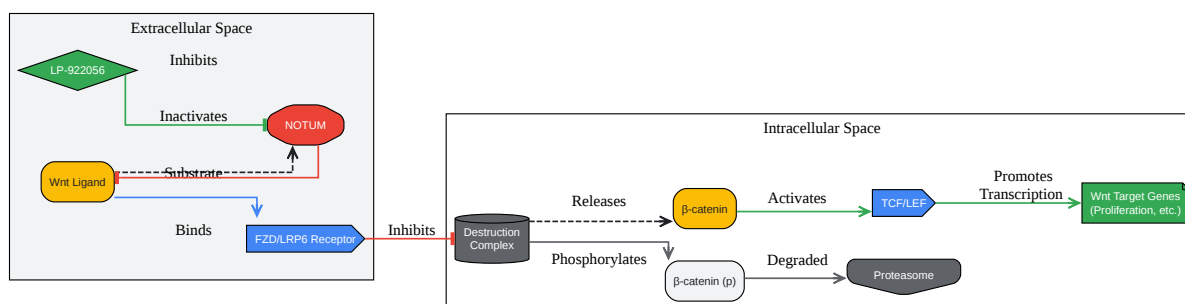 Extracellular Space
LP-922056
Inhibits
Inactivates
NOTUM
Substrate
Wnt Ligand
Binds
FZD/LRP6 Receptor
Inhibits
Intracellular Space
Destruction
Complex
Releases
β-catenin
Activates
TCF/LEF
Promotes
Transcription
Wnt Target Genes
(Proliferation, etc.)
Phosphorylates
β-catenin (p)
Degraded
Proteasome